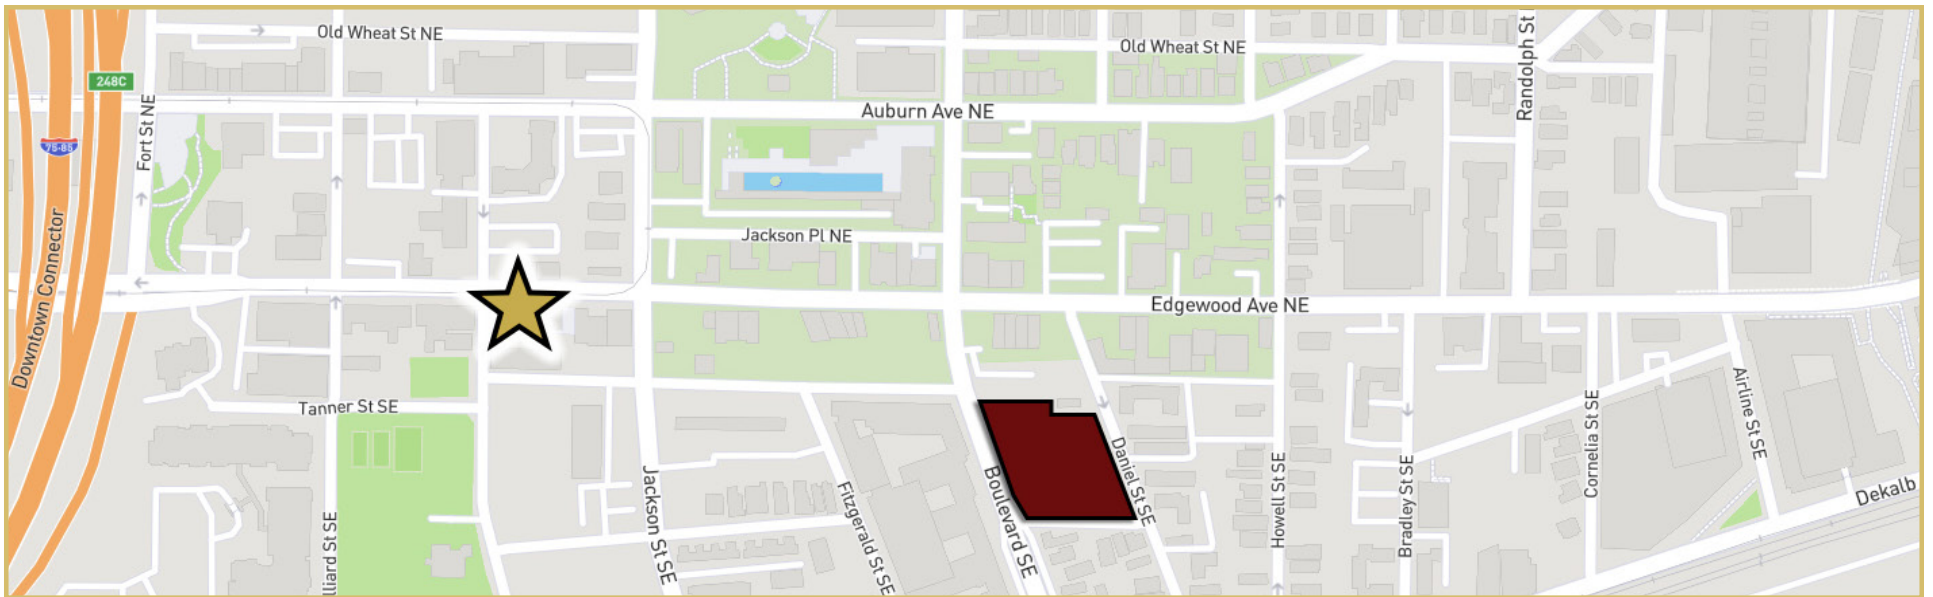 Old Wheat St NE
Old Wheat St NE
Randolph St
248C
Fort St NE
Auburn Ave NE
75-85
Downtown Connector
Jackson Pl NE
Edgewood Ave NE
Tanner St SE
lliard St SE
Jackson St SE
Fitzgerald St SE
Boulevard SE
Daniel St SE
Howell St SE
Bradley St SE
Cornelia St SE
Airline St SE
Dekalb